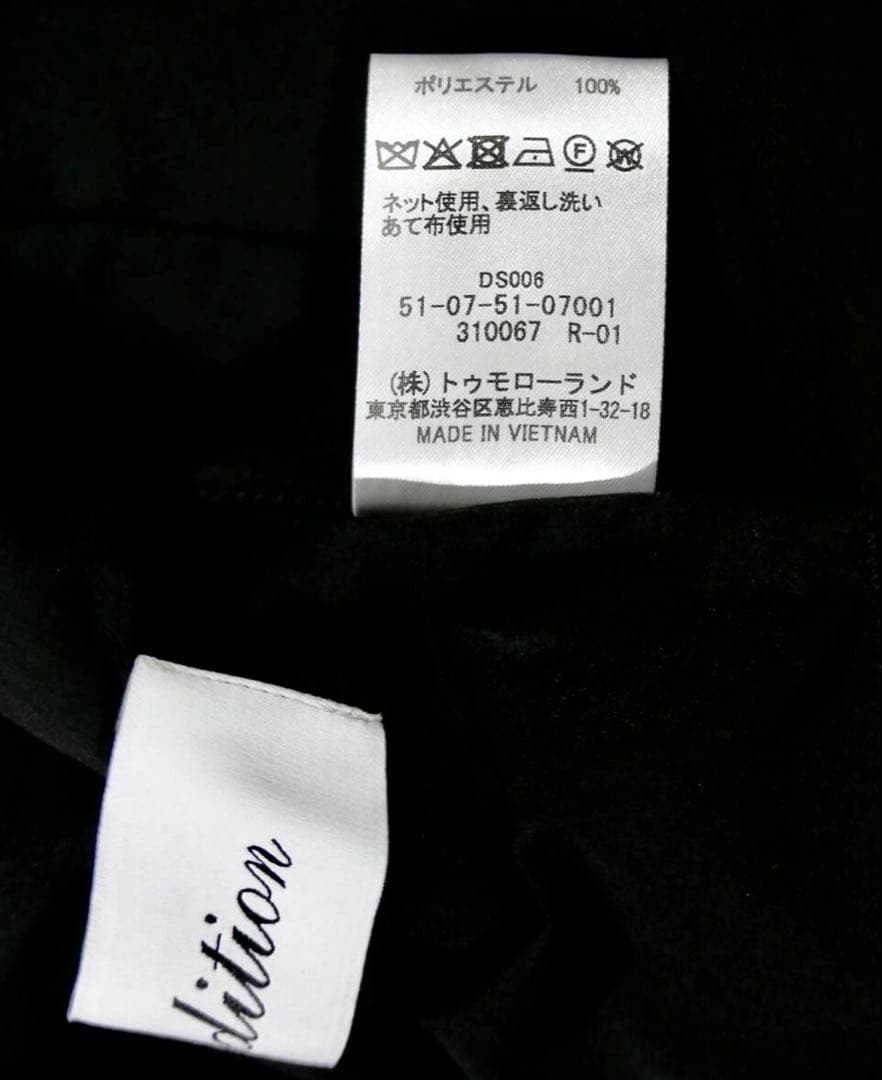 ポリエステル 100%
F
W
ネット使用、裏返し洗い
あて布使用
DS006
51-07-51-07001
310067 R-01
(株)トゥモローランド
東京都渋谷区恵比寿西1-32-18
MADE IN VIETNAM
dition